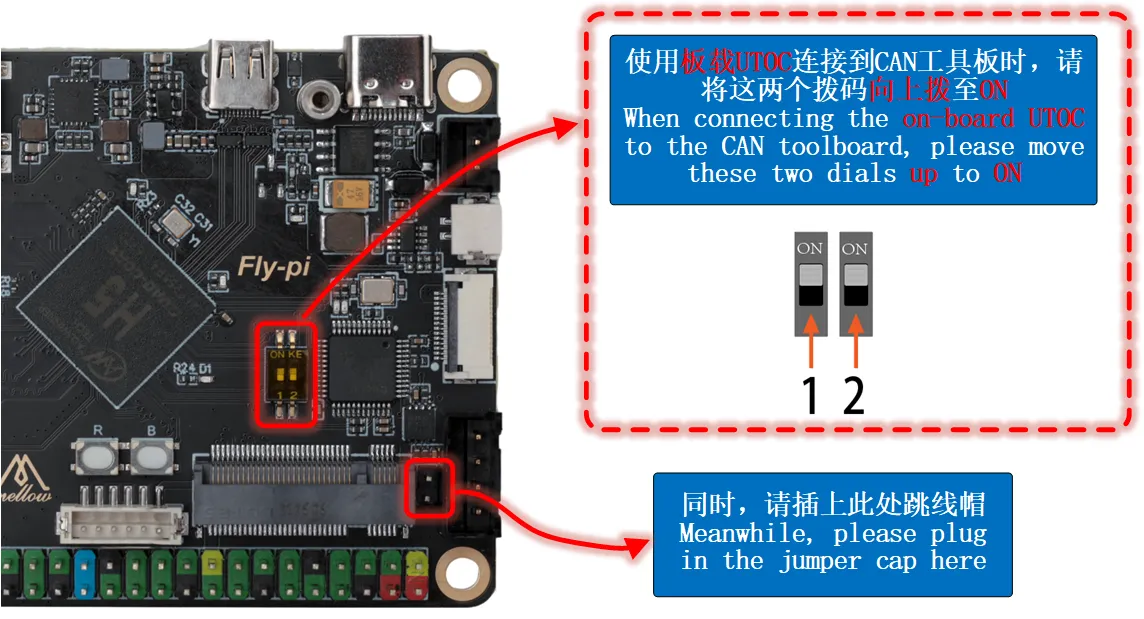 使用板载UTOC连接到CAN工具板时，请
将这两个拨码向上拨至ON
When connecting the on-board UTOC
to the CAN toolboard, please move
these two dials up to ON
ON ON
1 2
C32 C31
Y1
Fly-pi
H5
ON KE
1 2
R24 D1
R B
mellow
同时，请插上此处跳线帽
Meanwhile, please plug
in the jumper cap here